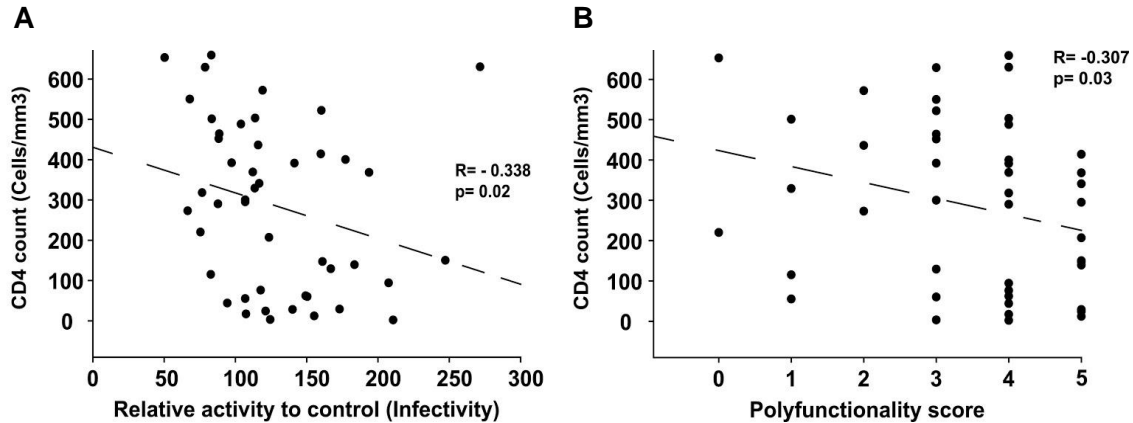 A
CD4 count (Cells/mm3)
600
500
400
300
200
100
0
R= - 0.338
p= 0.02
0 50 100 150 200 250 300
Relative activity to control (Infectivity)
B
CD4 count (Cells/mm3)
600
500
400
300
200
100
0
R= -0.307
p= 0.03
0 1 2 3 4 5
Polyfunctionality score